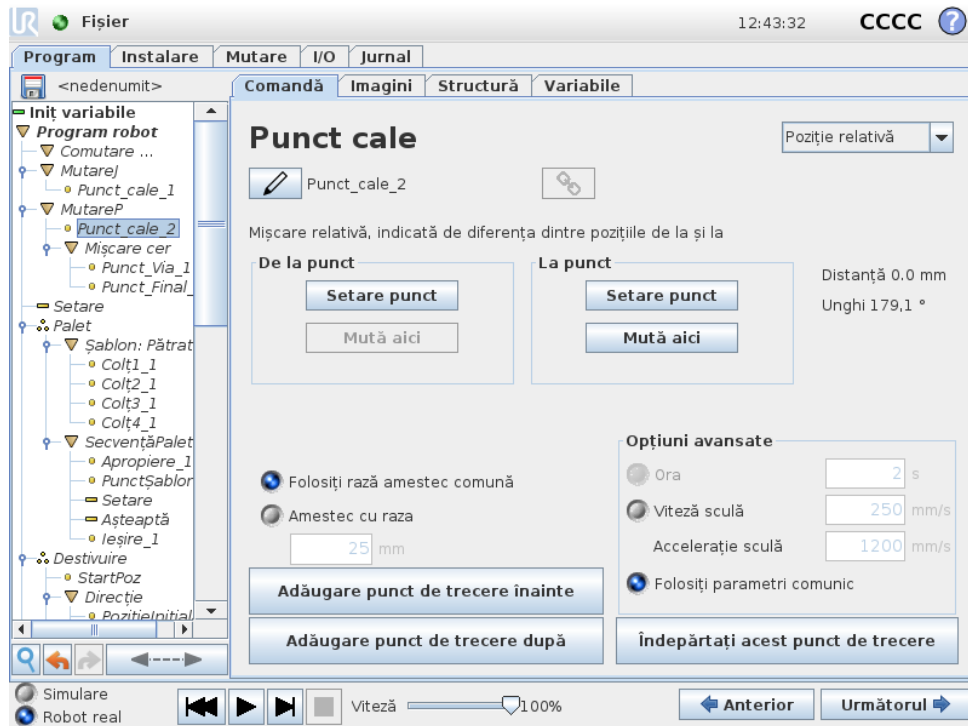 UR Fișier 12:43:32 CCCC ?
Program Instalare Mutare I/O Jurnal
<nedenumit>
Comandă Imagini Structură Variabile
Iniț variabile
Program robot
Comutare ...
MutareJ
Punct_cale_1
MutareP
Punct_cale_2
Mișcare cer
Punct_Via_1
Punct_Final_
Setare
Palet
Șablon: Pătrat
Colț1_1
Colț2_1
Colț3_1
Colț4_1
SecvențăPalet
Apropiere_1
PunctȘablor
Setare
Așteaptă
Ieșire_1
Destivuire
StartPoz
Direcție
PozițieInițial
Punct cale
Poziție relativă
Punct_cale_2
Mișcare relativă, indicată de diferența dintre pozițiile de la și la
De la punct
Setare punct
Mută aici
La punct
Setare punct
Mută aici
Distanță 0.0 mm
Unghi 179,1 °
Folosiți rază amestec comună
Amestec cu raza
25 mm
Opțiuni avansate
Ora 2 s
Viteză sculă 250 mm/s
Accelerație sculă 1200 mm/s
Folosiți parametri comunic
Adăugare punct de trecere înainte
Adăugare punct de trecere după
Îndepărtați acest punct de trecere
Simulare
Robot real
Viteză 100%
Anterior
Următorul